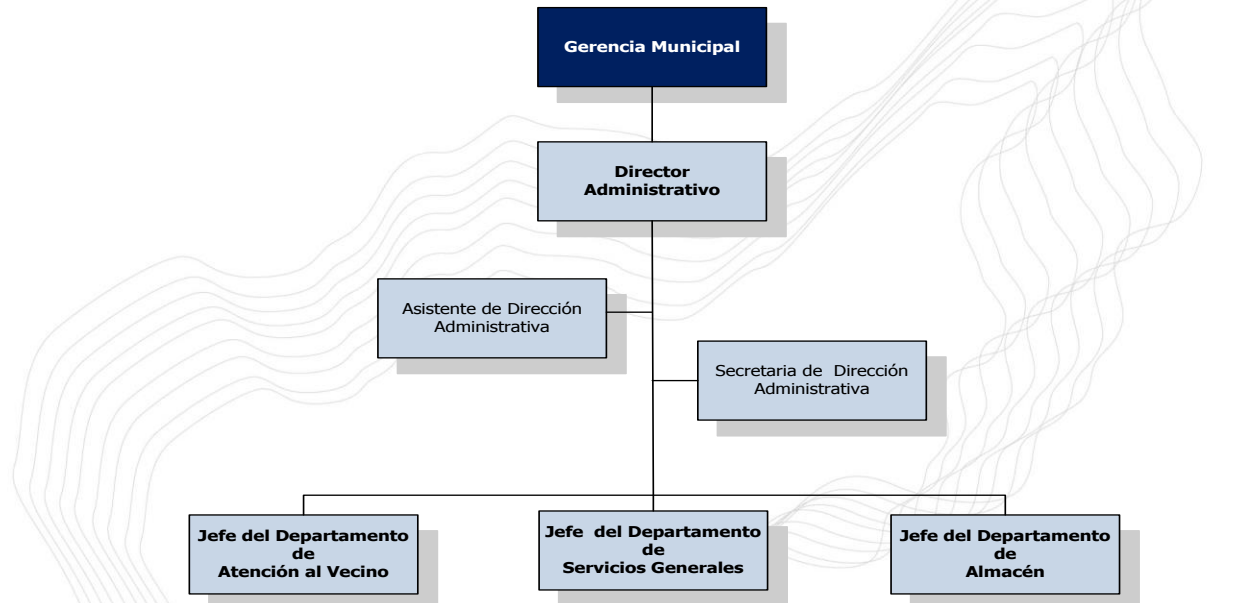 Gerencia Municipal
Director
Administrativo
Asistente de Dirección
Administrativa
Secretaria de Dirección
Administrativa
Jefe del Departamento
de
Atención al Vecino
Jefe del Departamento
de
Servicios Generales
Jefe del Departamento
de
Almacén